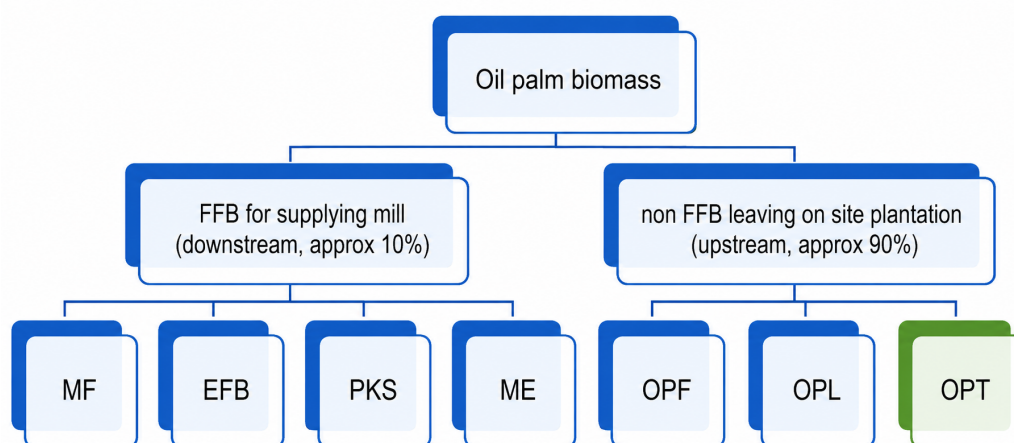 Oil palm biomass
FFB for supplying mill
(downstream, approx 10%)
non FFB leaving on site plantation
(upstream, approx 90%)
MF
EFB
PKS
ME
OPF
OPL
OPT